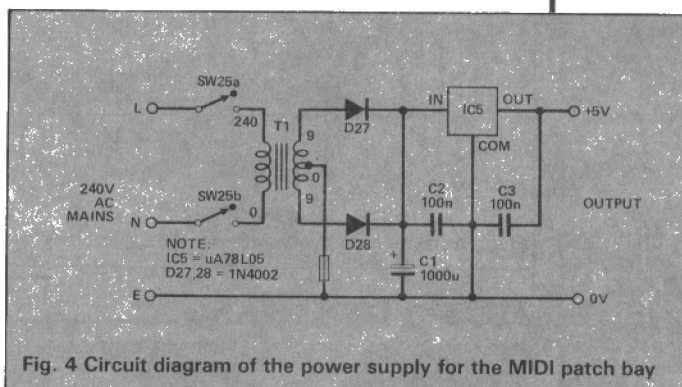 SW25a
L
240
T1
9
0
9
D27
IN
IC5
OUT
+5V
COM
240V
AC
MAINS
SW25b
N
0
D28
C2
100n
C3
100n
OUTPUT
NOTE:
IC5 = uA78L05
D27,28 = 1N4002
+
C1
1000u
E
0V
Fig. 4 Circuit diagram of the power supply for the MIDI patch bay